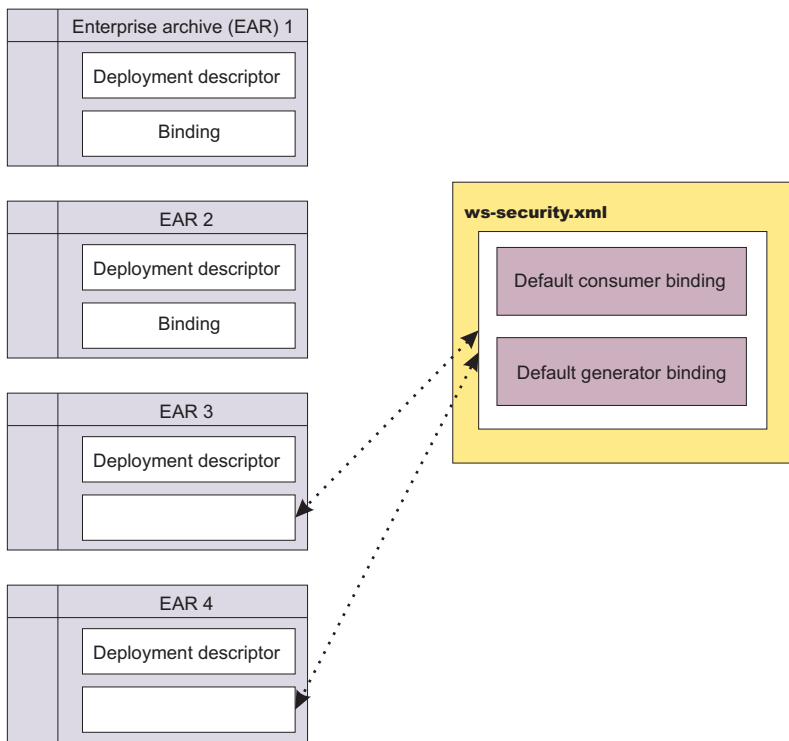 Enterprise archive (EAR) 1
Deployment descriptor
Binding
EAR 2
Deployment descriptor
Binding
EAR 3
Deployment descriptor
EAR 4
Deployment descriptor
ws-security.xml
Default consumer binding
Default generator binding